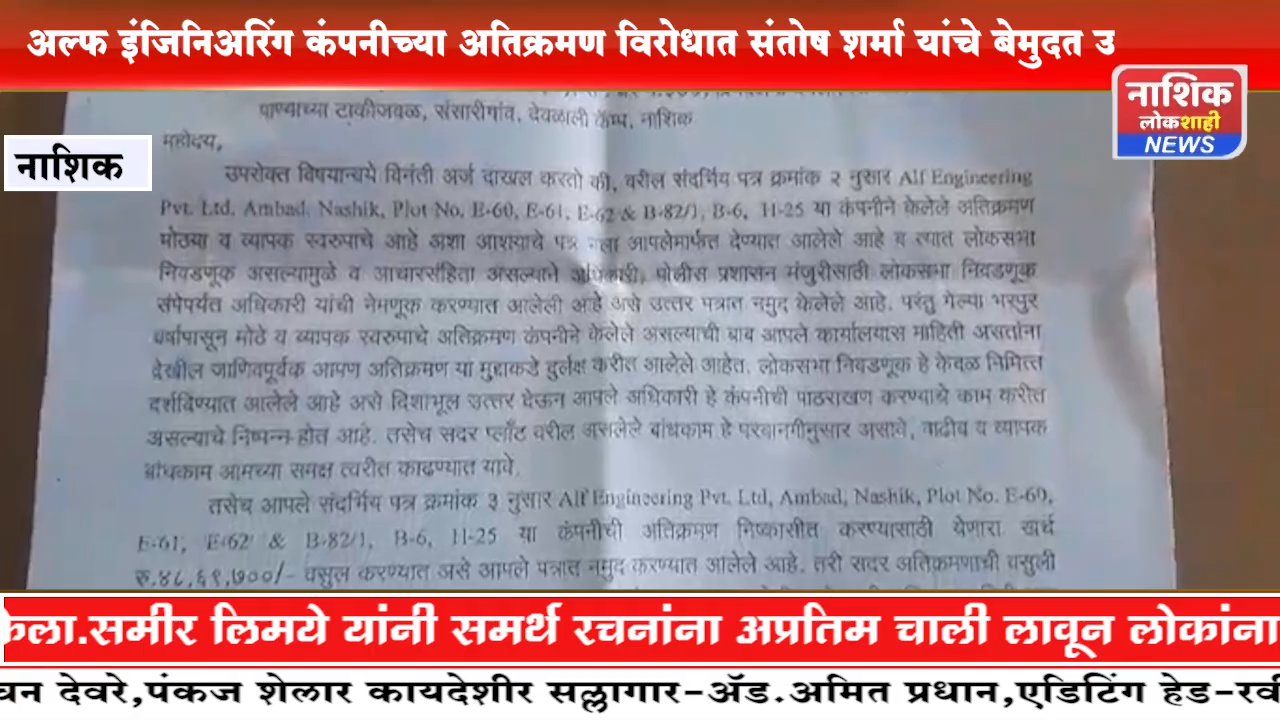 अल्फ इंजिनिअरिंग कंपनीच्या अतिक्रमण विरोधात संतोष शर्मा यांचे बेमुदत उ
नाशिक
लोकशाही
NEWS
नाशिक
पाण्याच्या टाकीजवळ, संसारीगांव, देवळाली कॅम्प, नाशिक
महोदय,
उपरोक्त विषयान्वये विनंती अर्ज दाखल करतो की, वरील संदर्भिय पत्र क्रमांक २ नुसार Alf Engineering
Pvt. Ltd, Ambad, Nashik, Plot No. E-60, E-61, E-62 & B-82/1, B-6, H-25 या कंपनीने केलेले अतिक्रमण
मोठया व व्यापक स्वरुपाचे आहे अशा आशयाचे पत्र मला आपलेमार्फत देण्यात आलेले आहे व त्यात लोकसभा
निवडणूक असल्यामुळे व आचारसंहिता असल्याने अधिकारी, पोलीस प्रशासन मंजुरीसाठी लोकसभा निवडणूक
संपेपर्यंत अधिकारी यांची नेमणूक करण्यात आलेली आहे असे उत्तर पत्रात नमुद केलेले आहे. परंतु गेल्या भरपुर
वर्षापासून मोठे व व्यापक स्वरुपाचे अतिक्रमण कंपनीने केलेले असल्याची बाब आपले कार्यालयास माहिती असतांना
देखील जाणिवपूर्वक आपण अतिक्रमण या मुद्दाकडे दुर्लक्ष करीत आलेले आहेत. लोकसभा निवडणूक हे केवळ निमित्त
दर्शविण्यात आलेले आहे असे दिशाभूल उत्तर देऊन आपले अधिकारी हे कंपनीची पाठराखण करण्याचे काम करीत
असल्याचे निष्पन्न होत आहे. तसेच सदर प्लॉट वरील असलेले बांधकाम हे परवानगीनुसार असावे, वाढीव व व्यापक
बांधकाम आमच्या समक्ष त्वरीत काढण्यात यावे.
तसेच आपले संदर्भिय पत्र क्रमांक ३ नुसार Alf Engineering Pvt. Ltd, Ambad, Nashik, Plot No. E-60,
E-61, E-62 & B-82/1, B-6, H-25 या कंपनीची अतिक्रमण निष्कासीत करण्यासाठी येणारा खर्च
रु.४८,६९,७००/- वसुल करण्यात असे आपले पत्रात नमुद करण्यात आलेले आहे. तरी सदर अतिक्रमणाची वसुली
केला.समीर लिमये यांनी समर्थ रचनांना अप्रतिम चाली लावून लोकांना
वन देवरे,पंकज शेलार कायदेशीर सल्लागार-अ‍ॅड.अमित प्रधान,एडिटिंग हेड-रवी